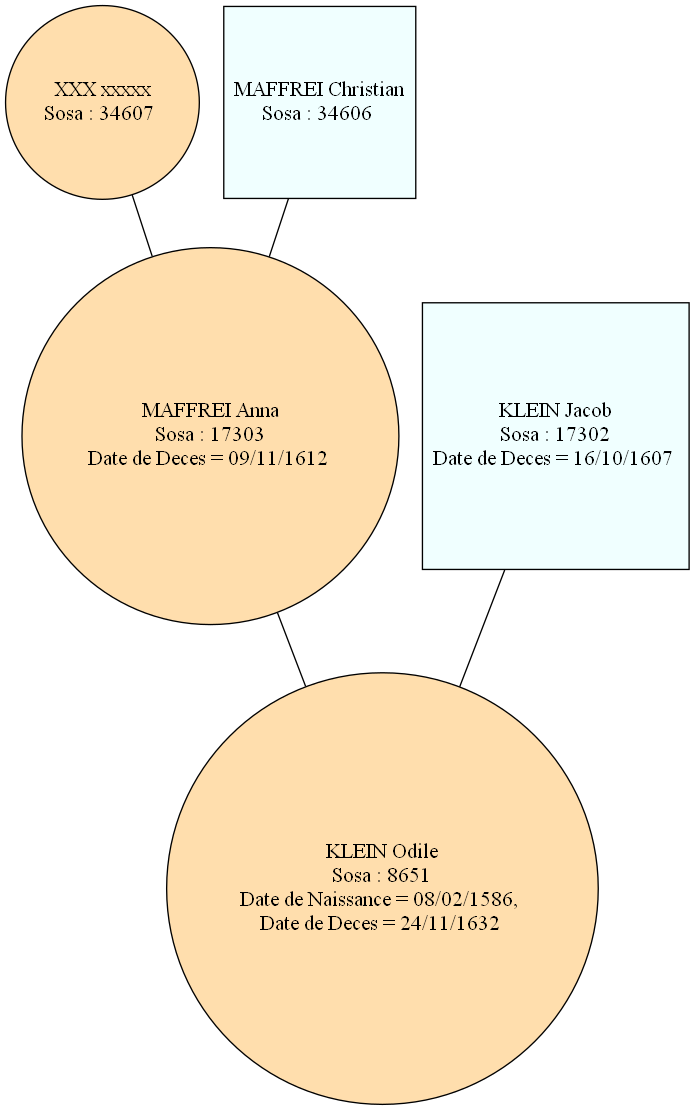 XXX xxxxx
Sosa : 34607
MAFFREI Christian
Sosa : 34606
MAFFREI Anna
Sosa : 17303
Date de Deces = 09/11/1612
KLEIN Jacob
Sosa : 17302
Date de Deces = 16/10/1607
KLEIN Odile
Sosa : 8651
Date de Naissance = 08/02/1586,
Date de Deces = 24/11/1632